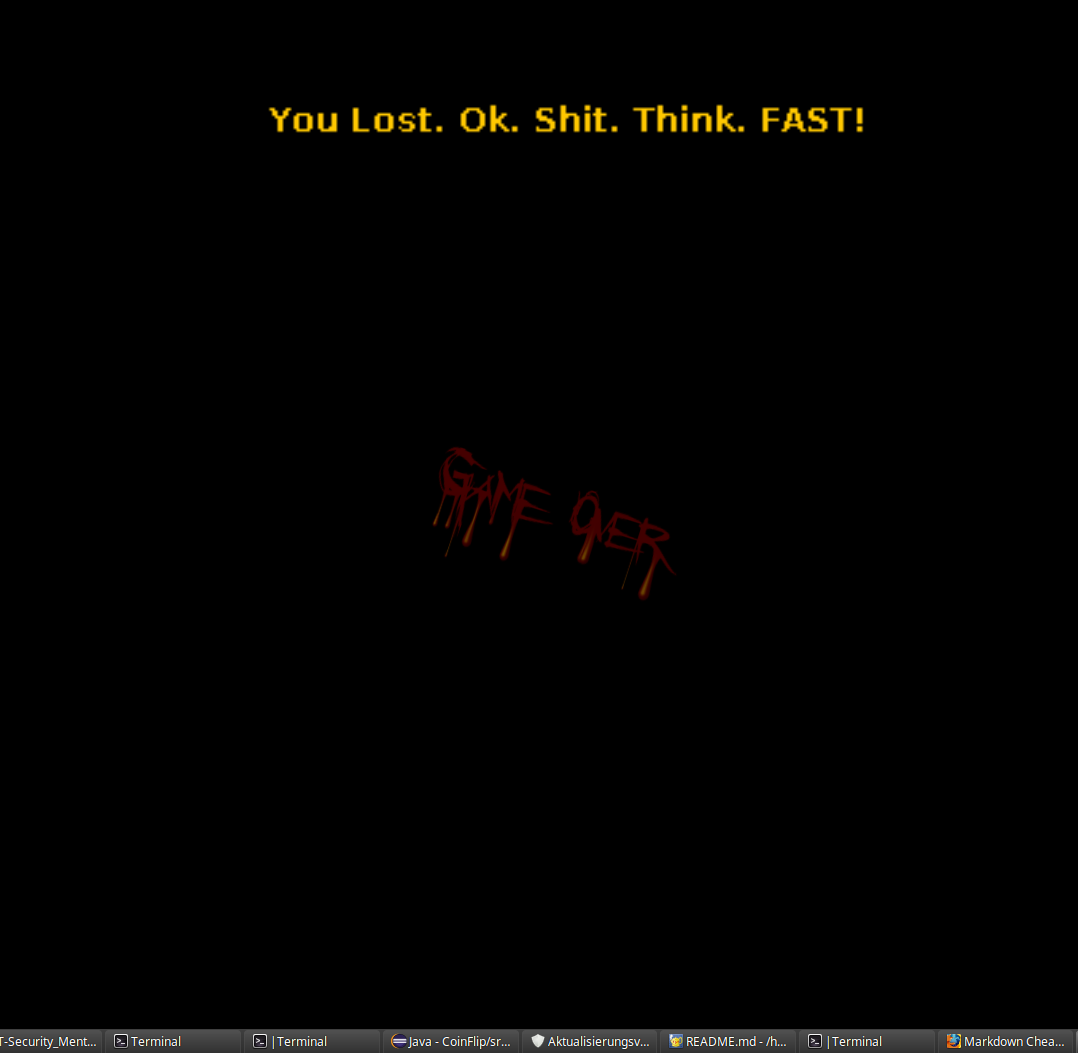 You Lost. Ok. Shit. Think. FAST!
GAME OVER
T-Security_Ment...
Terminal
|Terminal
Java - CoinFlip/sr...
Aktualisierungsv...
README.md - /h...
|Terminal
Markdown Chea...